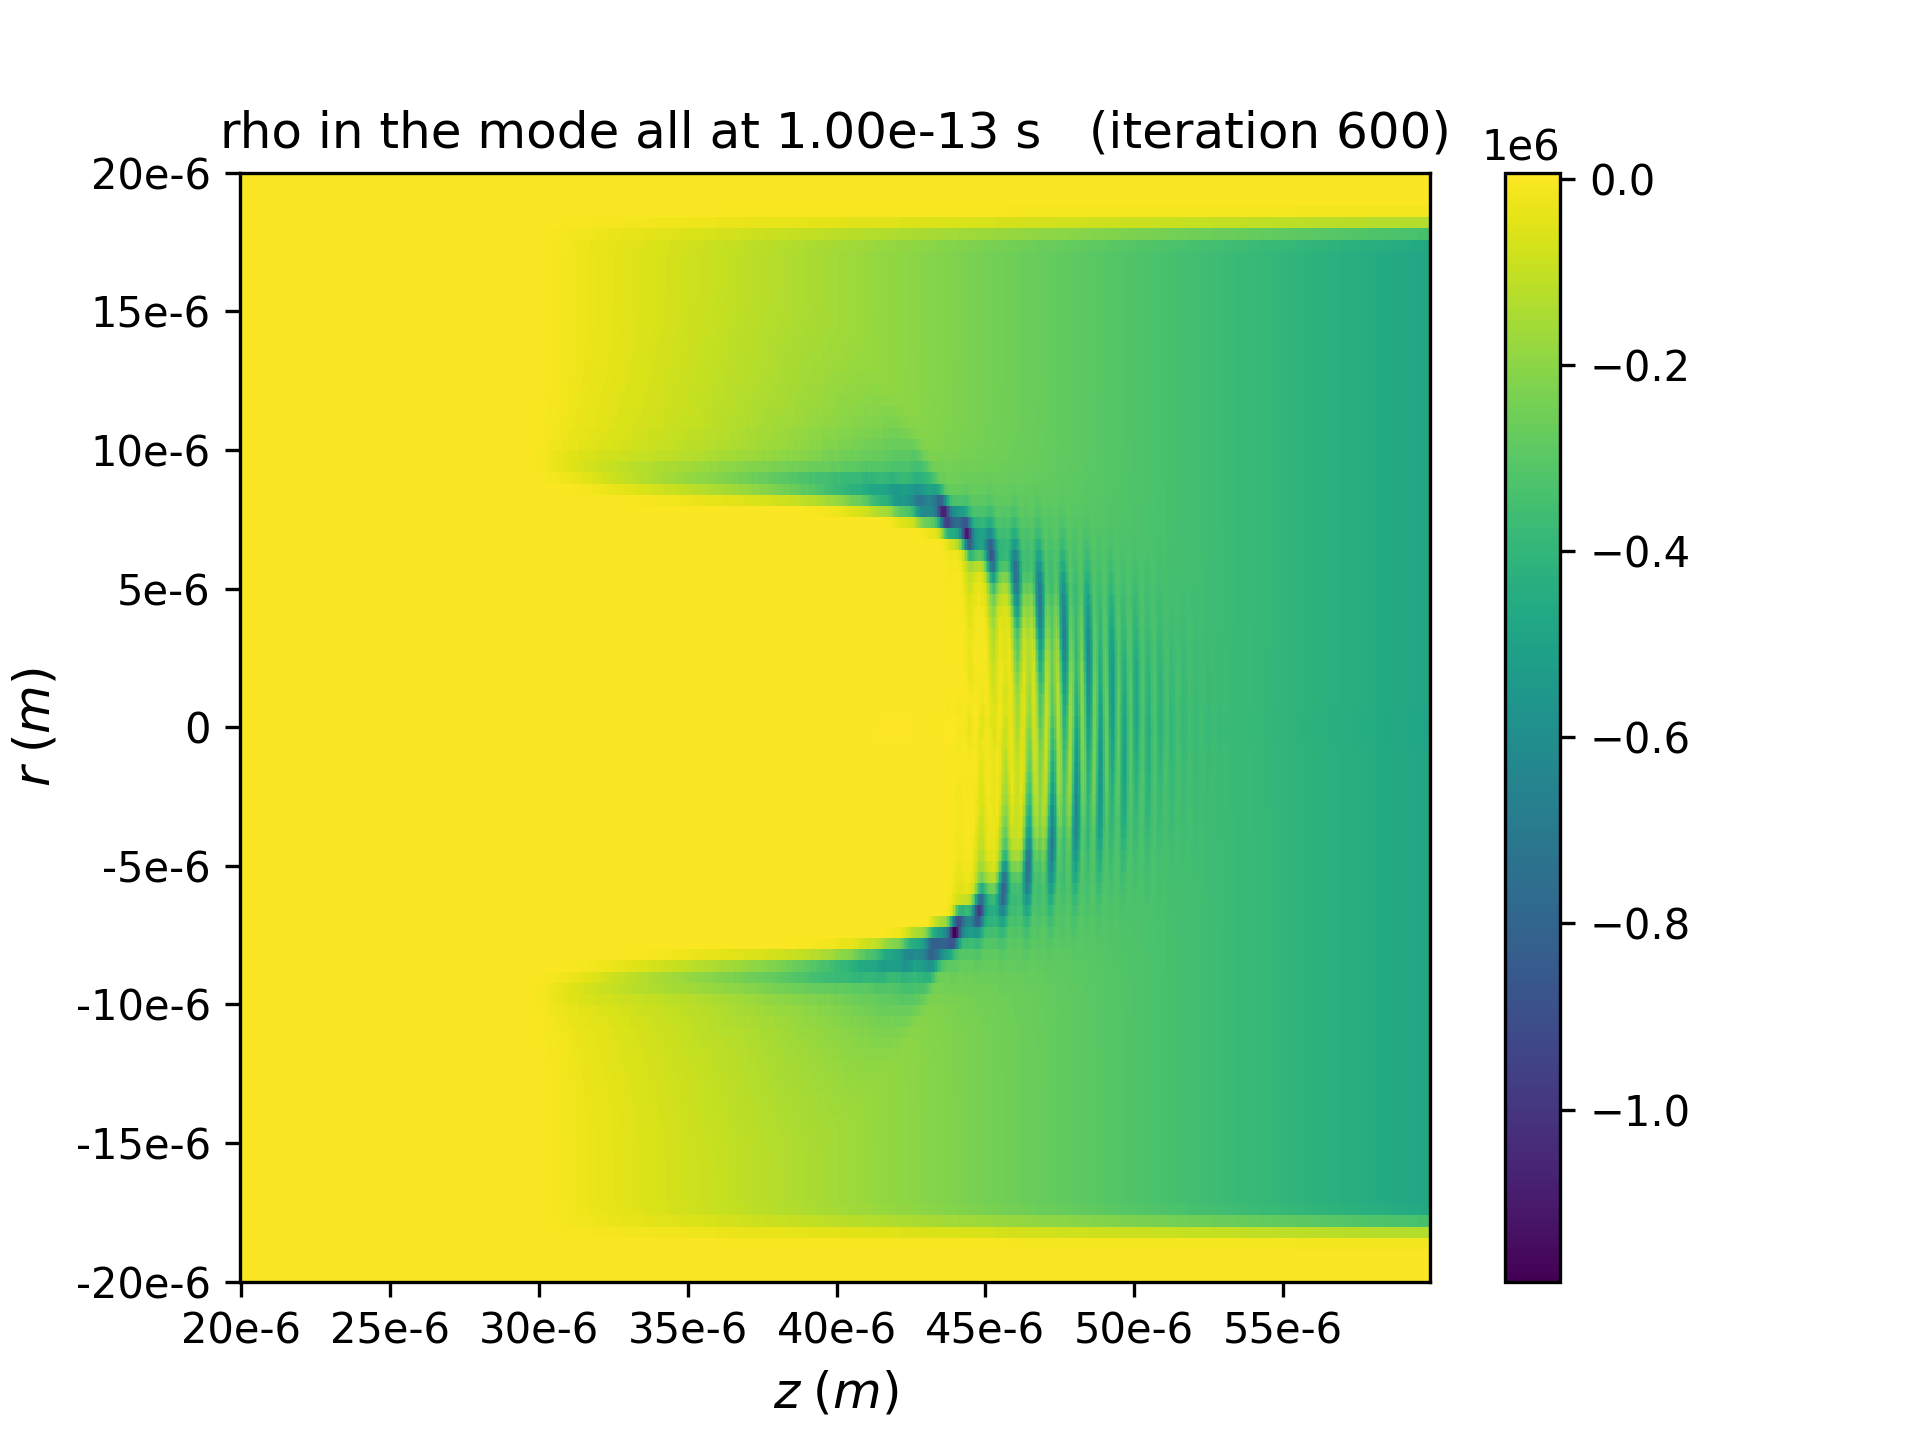 rho in the mode all at 1.00e-13 s   (iteration 600)
1e6
20e-6
15e-6
10e-6
5e-6
0
-5e-6
-10e-6
-15e-6
-20e-6
r (m)
20e-6 25e-6 30e-6 35e-6 40e-6 45e-6 50e-6 55e-6
z (m)
0.0
−0.2
−0.4
−0.6
−0.8
−1.0